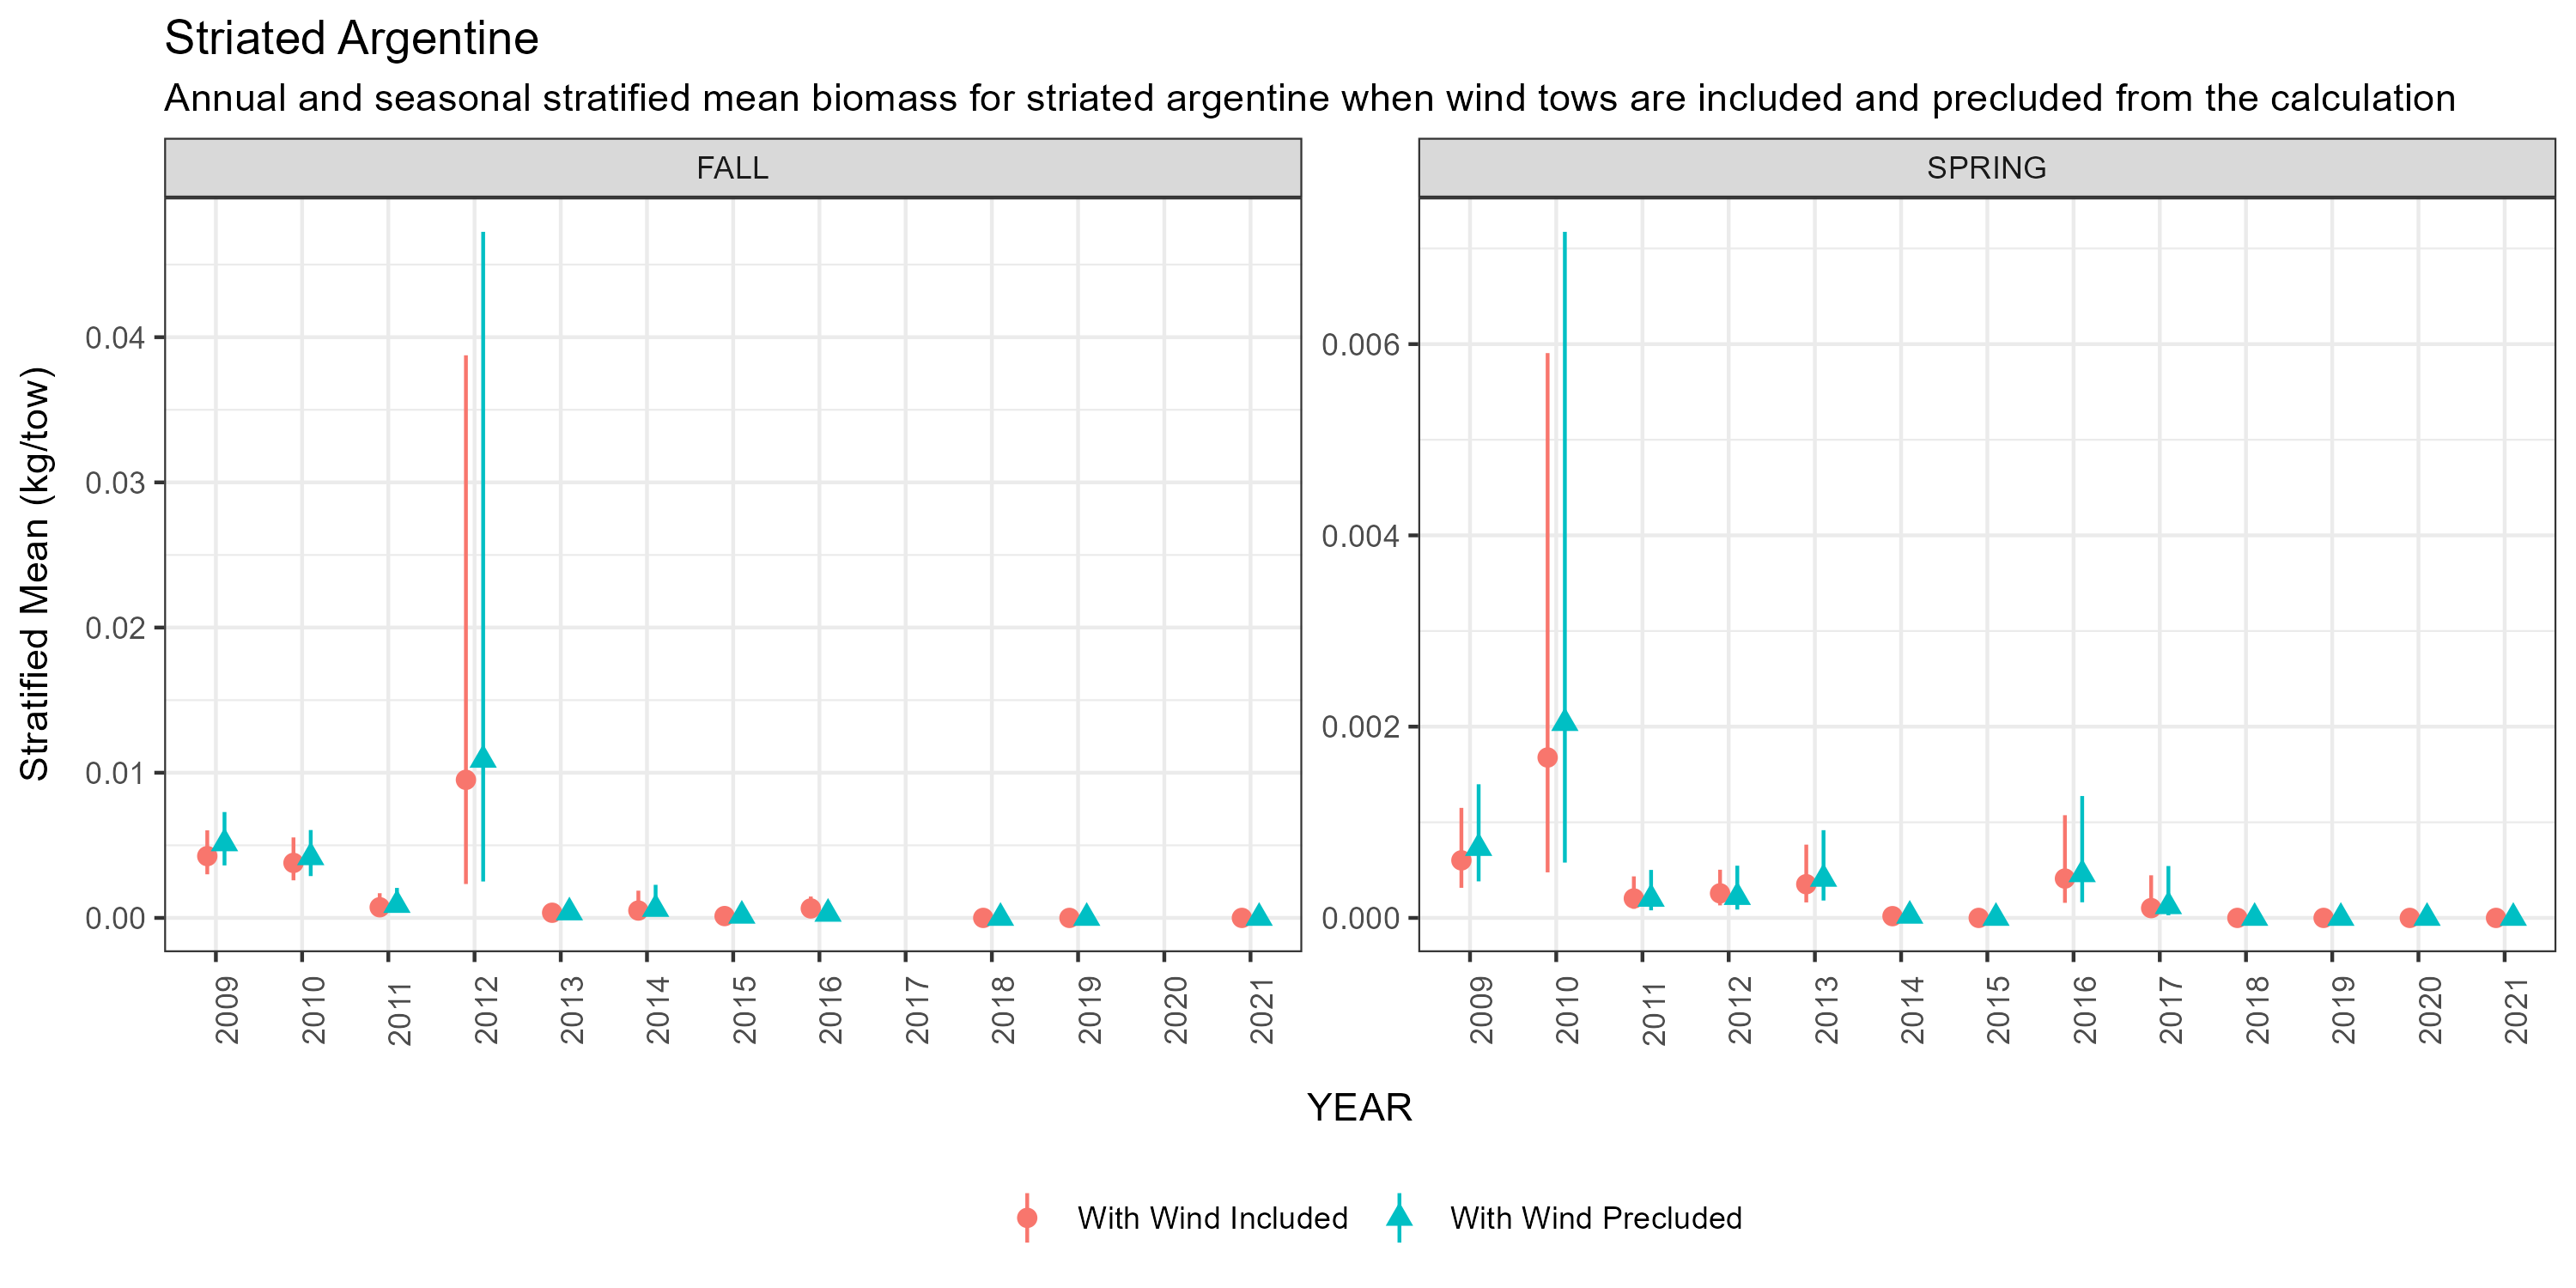 Striated Argentine
Annual and seasonal stratified mean biomass for striated argentine when wind tows are included and precluded from the calculation
FALL
SPRING
Stratified Mean (kg/tow)
0.04
0.03
0.02
0.01
0.00
0.006
0.004
0.002
0.000
2009 2010 2011 2012 2013 2014 2015 2016 2017 2018 2019 2020 2021
2009 2010 2011 2012 2013 2014 2015 2016 2017 2018 2019 2020 2021
YEAR
With Wind Included With Wind Precluded